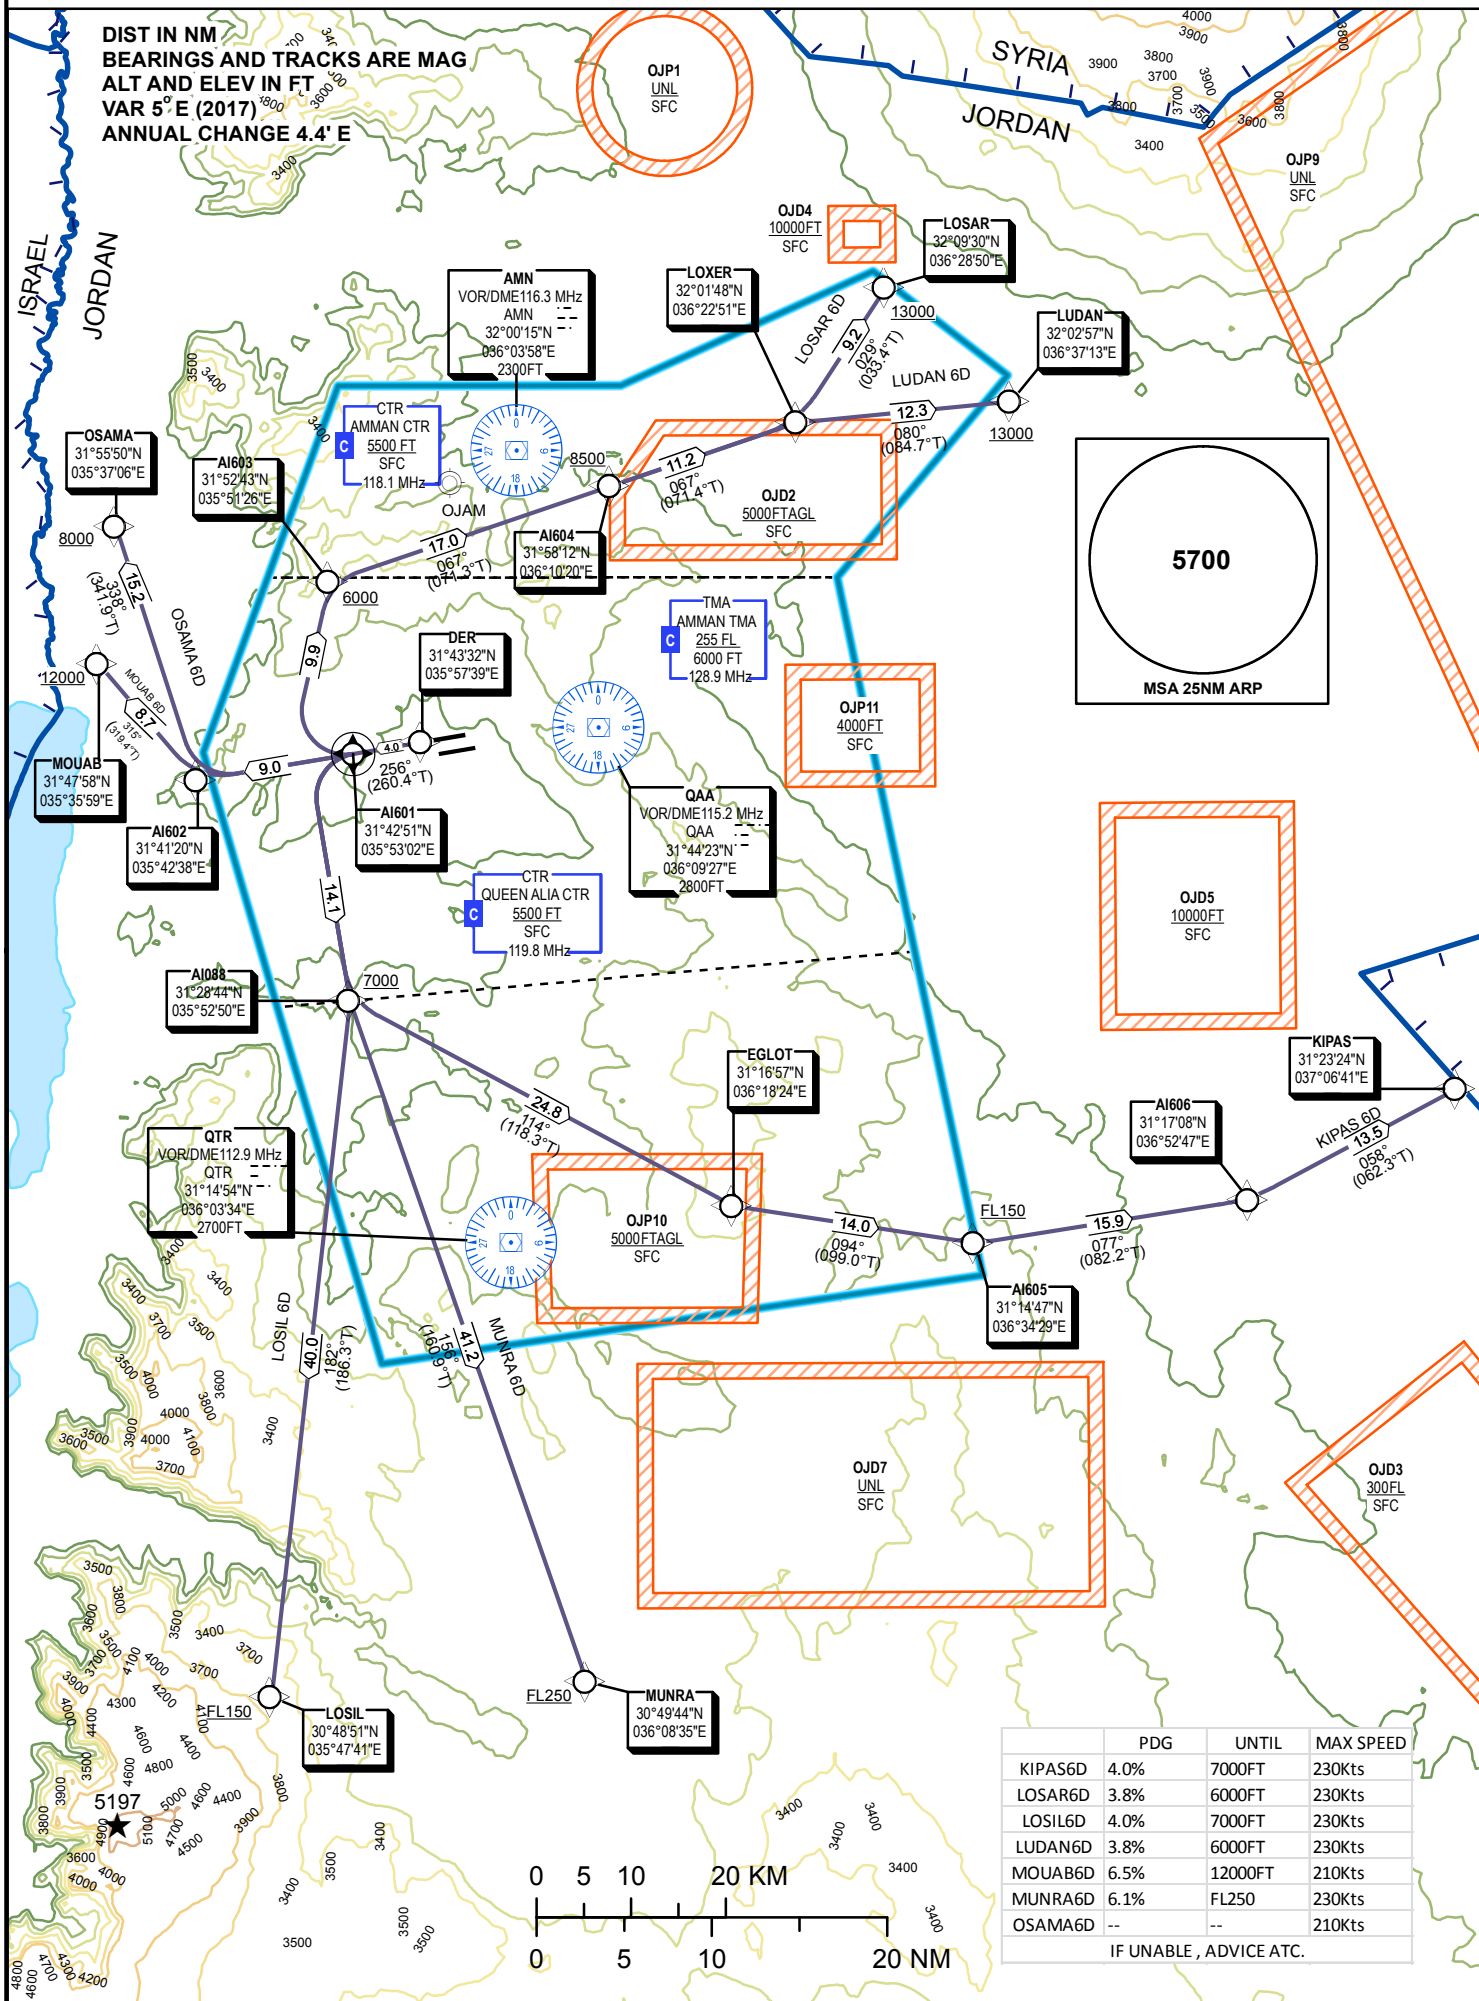 DIST IN NM
BEARINGS AND TRACKS ARE MAG
ALT AND ELEV IN FT
VAR 5° E (2017)
ANNUAL CHANGE 4.4' E
ISRAEL
JORDAN
SYRIA
JORDAN
OJP1
UNL
SFC
OJP9
UNL
SFC
OJD4
10000FT
SFC
LOSAR
32°09'30"N
036°28'50"E
13000
LOXER
32°01'48"N
036°22'51"E
LUDAN
32°02'57"N
036°37'13"E
13000
AMN
VOR/DME116.3 MHz
AMN
32°00'15"N
036°03'58"E
2300FT
LOSAR 6D
9.2
029°
(033.4°T)
LUDAN 6D
12.3
080°
(084.7°T)
CTR
AMMAN CTR
5500 FT
SFC
118.1 MHz
C
OJAM
OSAMA
31°55'50"N
035°37'06"E
8000
AI603
31°52'43"N
035°51'26"E
6000
8500
AI604
31°58'12"N
036°10'20"E
11.2
067°
(071.4°T)
17.0
067°
(071.3°T)
OJD2
5000FTAGL
SFC
5700
MSA 25NM ARP
15.2
338°
(341.9°T)
OSAMA 6D
TMA
AMMAN TMA
255 FL
6000 FT
128.9 MHz
C
DER
31°43'32"N
035°57'39"E
9.9
12000
MOUAB 6D
8.7
315°
(319.4°T)
MOUAB
31°47'58"N
035°35'59"E
9.0
4.0
256°
(260.4°T)
OJP11
4000FT
SFC
AI602
31°41'20"N
035°42'38"E
AI601
31°42'51"N
035°53'02"E
QAA
VOR/DME115.2 MHz
QAA
31°44'23"N
036°09'27"E
2800FT
14.1
CTR
QUEEN ALIA CTR
5500 FT
SFC
119.8 MHz
C
OJD5
10000FT
SFC
AI088
31°28'44"N
035°52'50"E
7000
EGLOT
31°16'57"N
036°18'24"E
24.8
114°
(118.3°T)
KIPAS
31°23'24"N
037°06'41"E
AI606
31°17'08"N
036°52'47"E
KIPAS 6D
13.5
058°
(062.3°T)
QTR
VOR/DME112.9 MHz
QTR
31°14'54"N
036°03'34"E
2700FT
OJP10
5000FTAGL
SFC
14.0
094°
(099.0°T)
FL150
15.9
077°
(082.2°T)
AI605
31°14'47"N
036°34'29"E
LOSIL 6D
40.0
182°
(186.3°T)
41.2
156°
(160.9°T)
MUNRA 6D
OJD7
UNL
SFC
OJD3
300FL
SFC
FL150
LOSIL
30°48'51"N
035°47'41"E
FL250
MUNRA
30°49'44"N
036°08'35"E
5197
PDG UNTIL MAX SPEED
KIPAS6D 4.0% 7000FT 230Kts
LOSAR6D 3.8% 6000FT 230Kts
LOSIL6D 4.0% 7000FT 230Kts
LUDAN6D 3.8% 6000FT 230Kts
MOUAB6D 6.5% 12000FT 210Kts
MUNRA6D 6.1% FL250 230Kts
OSAMA6D -- -- 210Kts
IF UNABLE , ADVICE ATC.
0 5 10 20 KM
0 5 10 20 NM